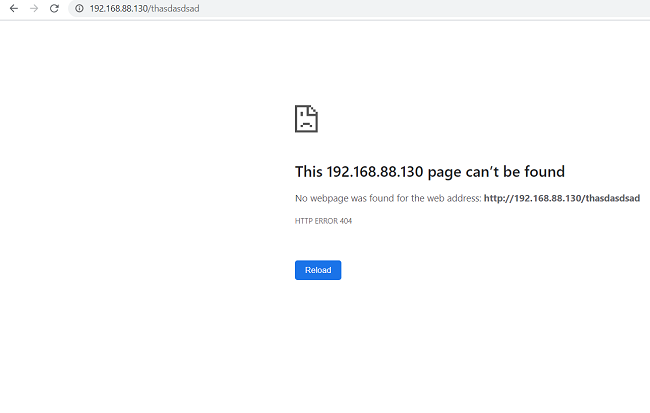 192.168.88.130/thasdasdsad
This 192.168.88.130 page can't be found
No webpage was found for the web address: http://192.168.88.130/thasdasdsad
HTTP ERROR 404
Reload